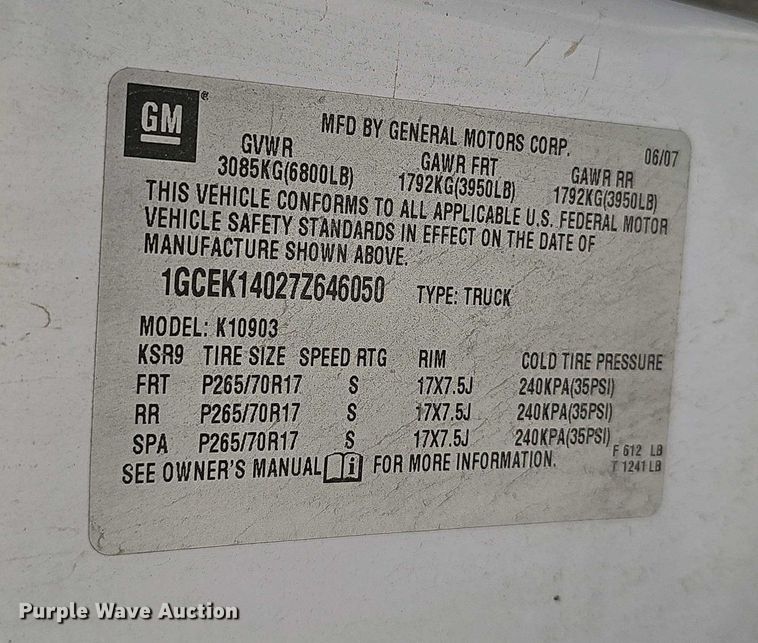 GM®
MFD BY GENERAL MOTORS CORP. 06/07
GVWR GAWR FRT GAWR RR
3085KG(6800LB) 1792KG(3950LB) 1792KG(3950LB)
THIS VEHICLE CONFORMS TO ALL APPLICABLE U.S. FEDERAL MOTOR
VEHICLE SAFETY STANDARDS IN EFFECT ON THE DATE OF
MANUFACTURE SHOWN ABOVE.
1GCEK14027Z646050 TYPE: TRUCK
MODEL: K10903
KSR9 TIRE SIZE SPEED RTG RIM COLD TIRE PRESSURE
FRT P265/70R17 S 17X7.5J 240KPA(35PSI)
RR P265/70R17 S 17X7.5J 240KPA(35PSI)
SPA P265/70R17 S 17X7.5J 240KPA(35PSI)
F 612 LB
SEE OWNER'S MANUAL i FOR MORE INFORMATION.
T 1241 LB
Purple Wave Auction